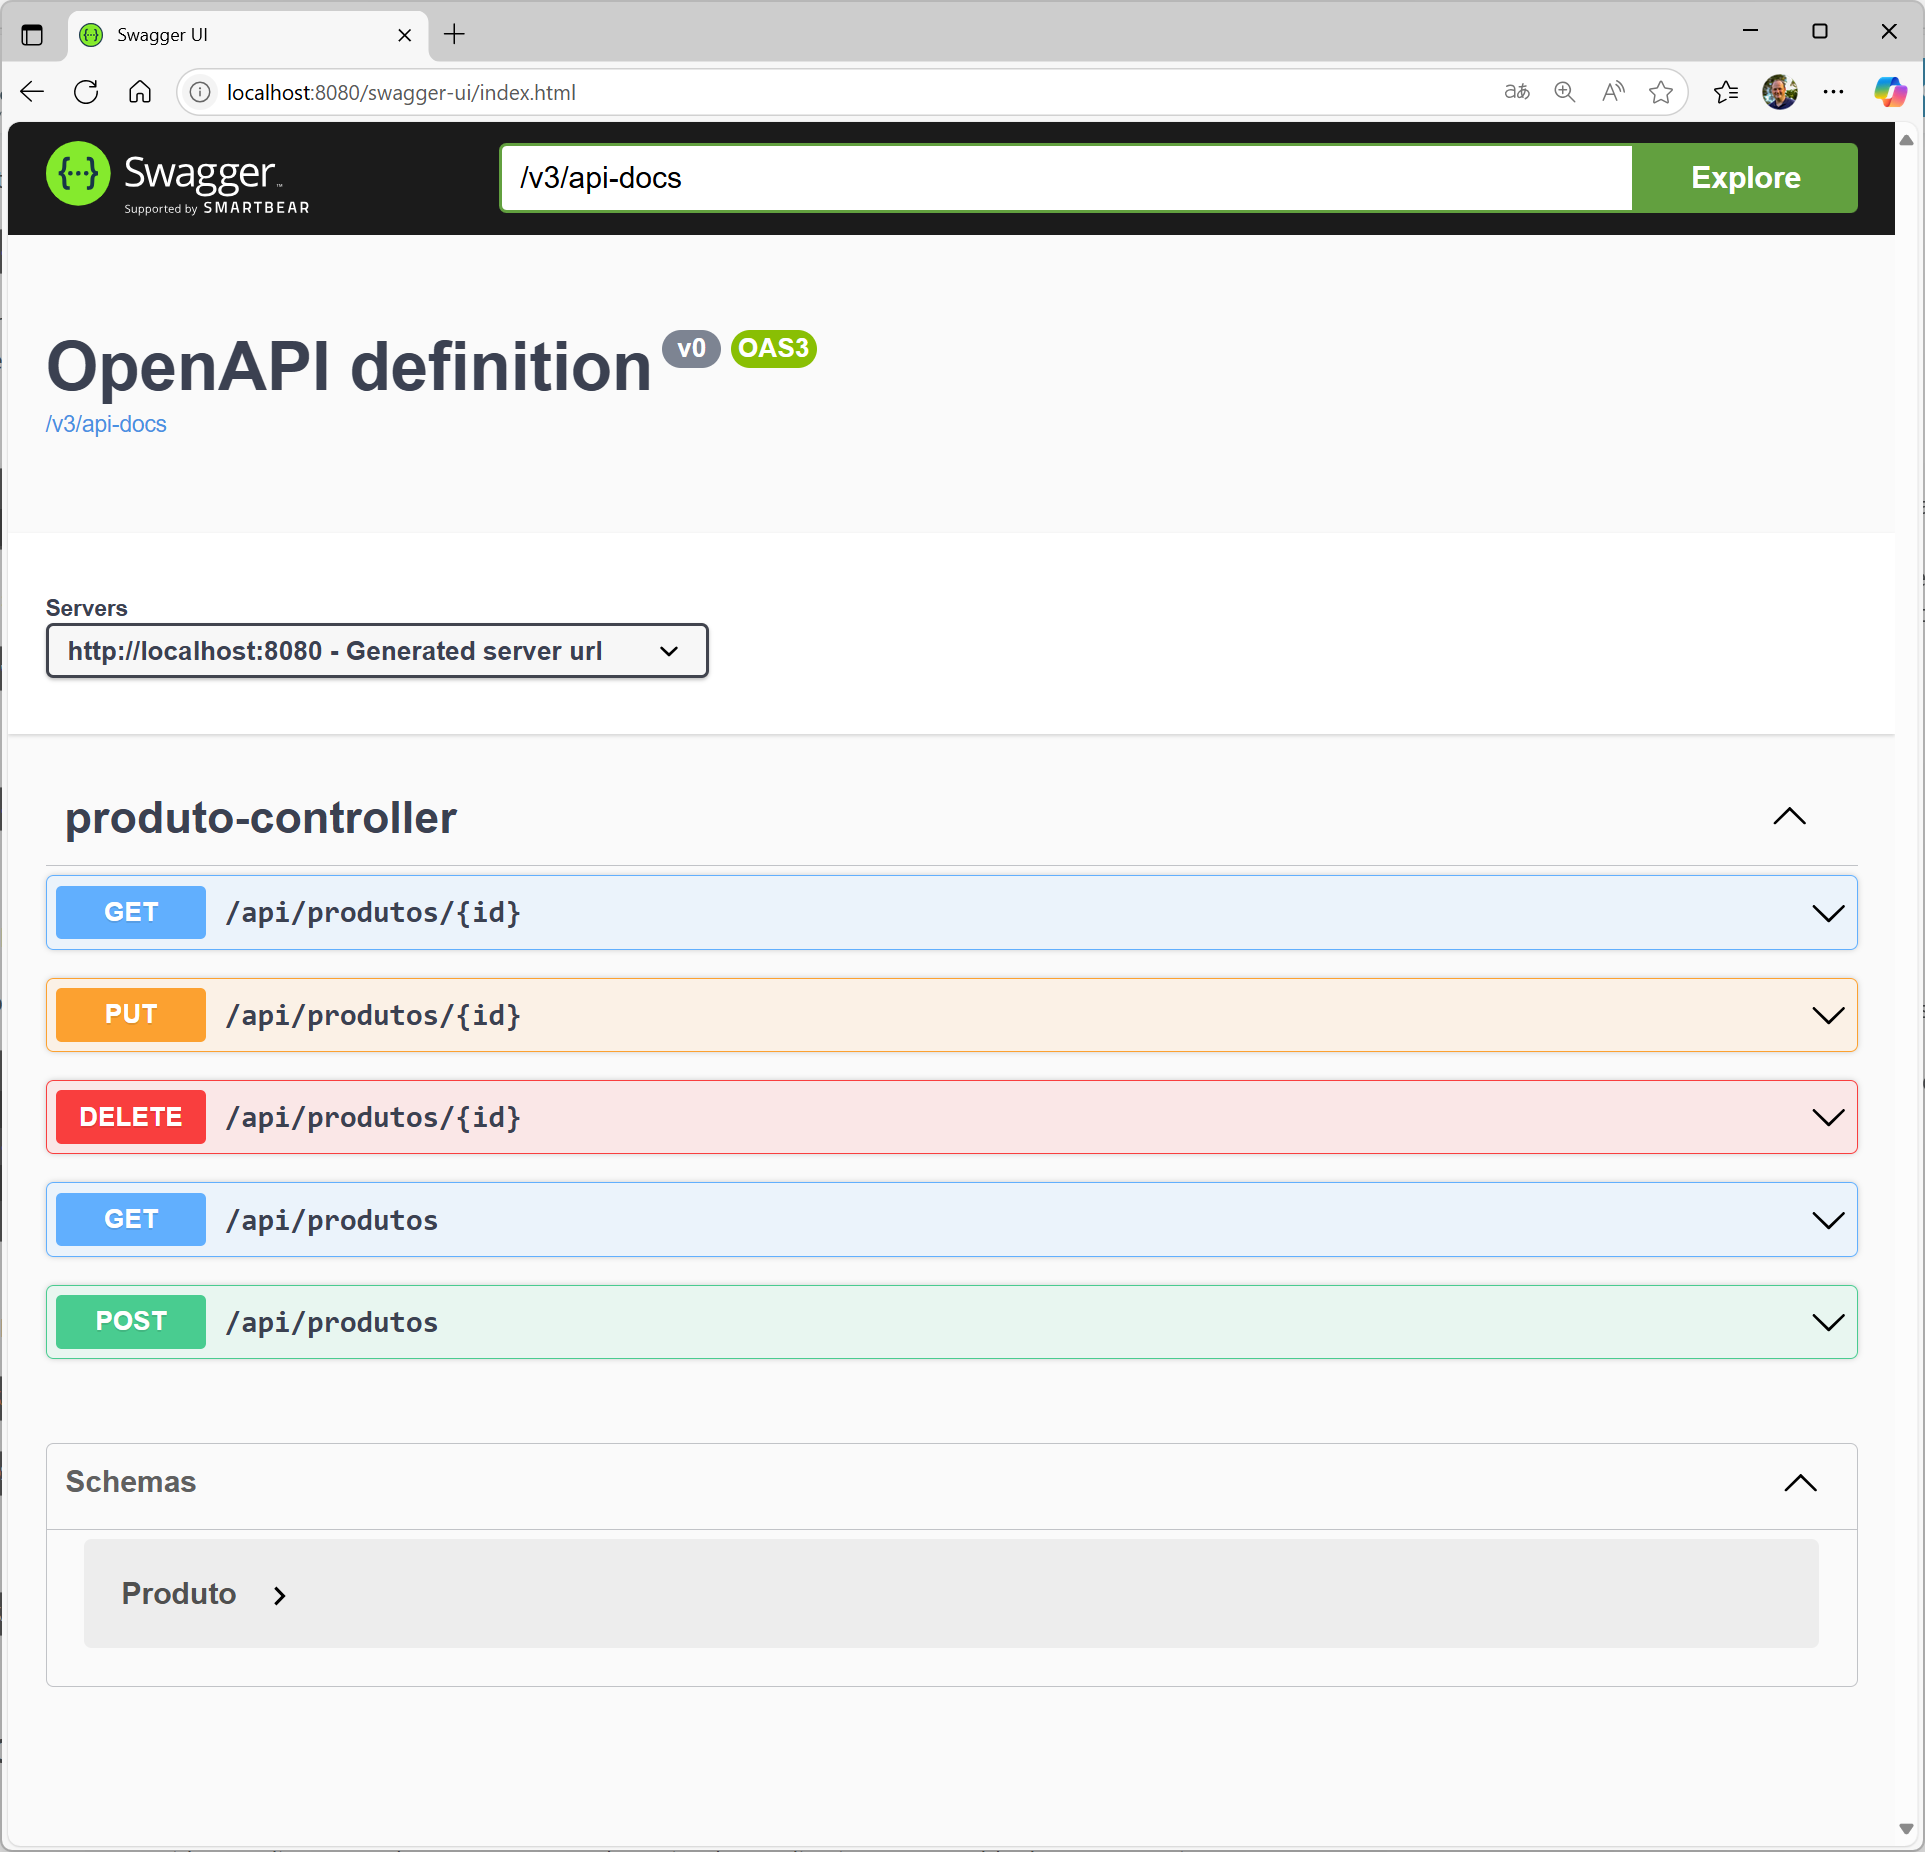 Swagger UI
localhost:8080/swagger-ui/index.html
Swagger
Supported by SMARTBEAR
/v3/api-docs
Explore
OpenAPI definition v0 OAS3
/v3/api-docs
Servers
http://localhost:8080 - Generated server url
produto-controller
GET /api/produtos/{id}
PUT /api/produtos/{id}
DELETE /api/produtos/{id}
GET /api/produtos
POST /api/produtos
Schemas
Produto